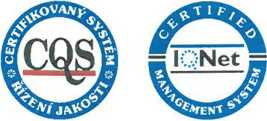 CERTIFIKOVANÝ SYSTÉM
CQS
ŘÍZENÍ JAKOSTI
CERTIFIED
IQNet
MANAGEMENT SYSTEM